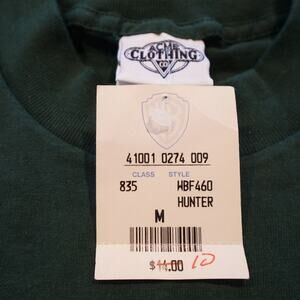 ACME
CLOTHING
CO
41001 0274 009
CLASS STYLE
835 WBF460
HUNTER
M
$14.00 10